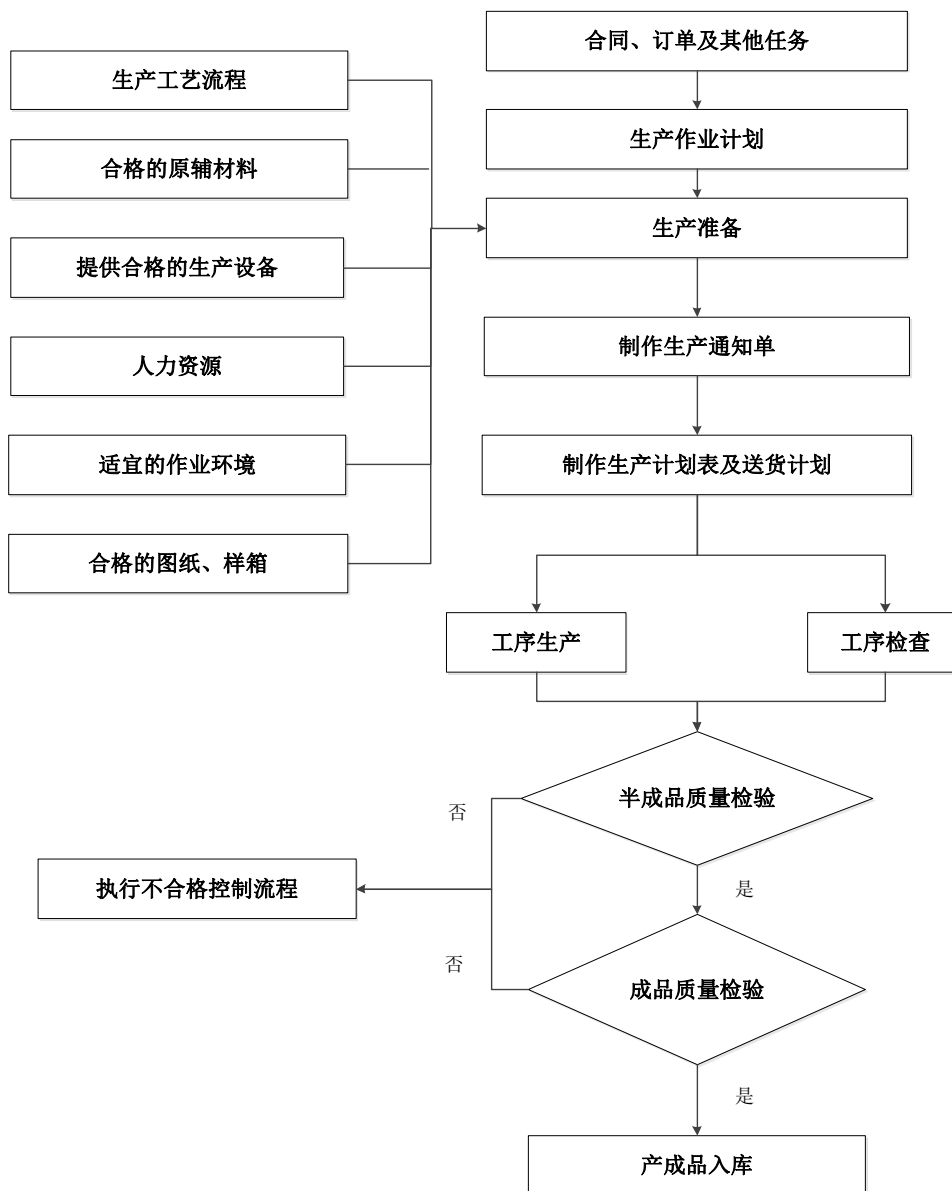 合同、订单及其他任务
生产工艺流程
生产作业计划
合格的原辅材料
生产准备
提供合格的生产设备
制作生产通知单
人力资源
适宜的作业环境
制作生产计划表及送货计划
合格的图纸、样箱
工序生产
工序检查
半成品质量检验
否
执行不合格控制流程
是
否
成品质量检验
是
产成品入库